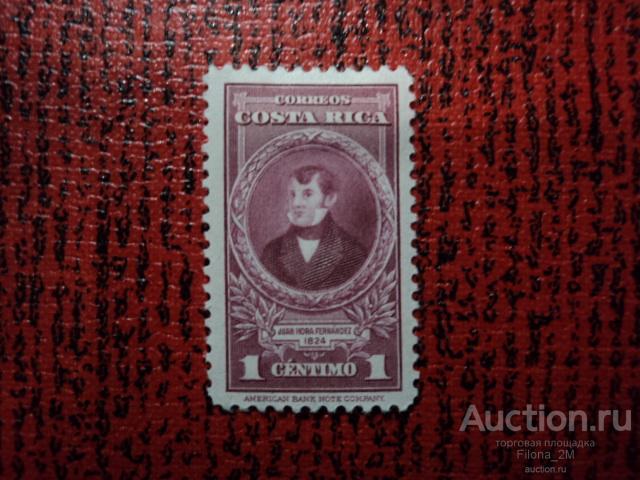 CORREOS
COSTA RICA
JUAN MORA FERNANDEZ
1824
1 CENTIMO 1
AMERICAN BANK NOTE COMPANY.
Auction.ru
торговая площадка
Filona_2M
auction.ru